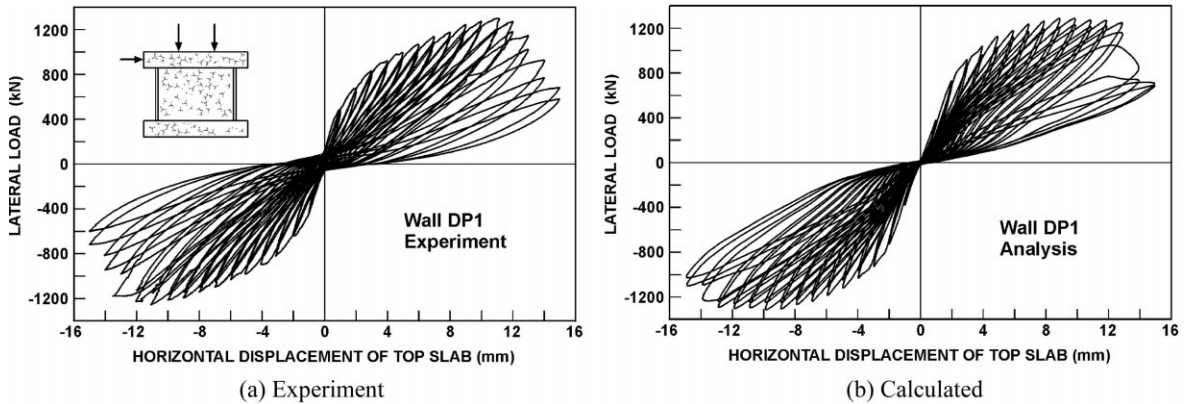 1200
800
400
0
-400
-800
-1200
LATERAL LOAD (kN)
Wall DP1
Experiment
-16 -12 -8 -4 0 4 8 12 16
HORIZONTAL DISPLACEMENT OF TOP SLAB (mm)
(a) Experiment
1200
800
400
0
-400
-800
-1200
LATERAL LOAD (kN)
Wall DP1
Analysis
-16 -12 -8 -4 0 4 8 12 16
HORIZONTAL DISPLACEMENT OF TOP SLAB (mm)
(b) Calculated